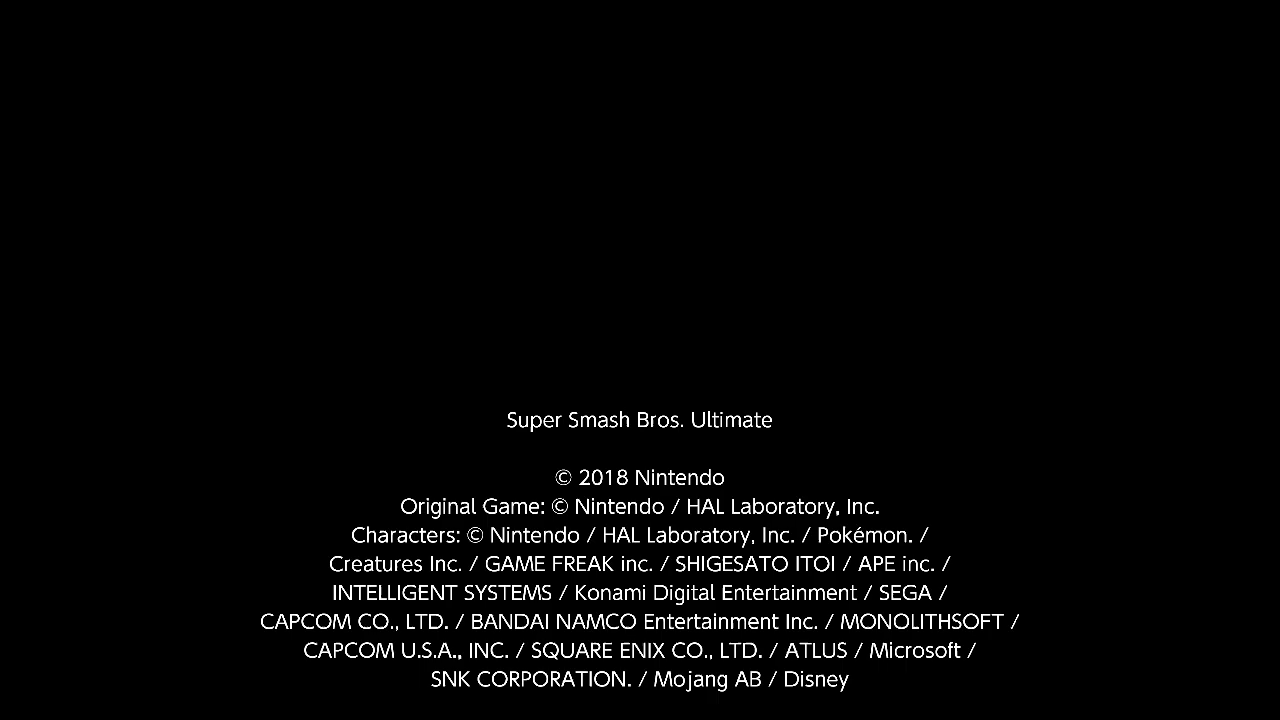 Super Smash Bros. Ultimate
© 2018 Nintendo
Original Game: © Nintendo / HAL Laboratory, Inc.
Characters: © Nintendo / HAL Laboratory, Inc. / Pokémon. /
Creatures Inc. / GAME FREAK inc. / SHIGESATO ITOI / APE inc. /
INTELLIGENT SYSTEMS / Konami Digital Entertainment / SEGA /
CAPCOM CO., LTD. / BANDAI NAMCO Entertainment Inc. / MONOLITHSOFT /
CAPCOM U.S.A., INC. / SQUARE ENIX CO., LTD. / ATLUS / Microsoft /
SNK CORPORATION. / Mojang AB / Disney